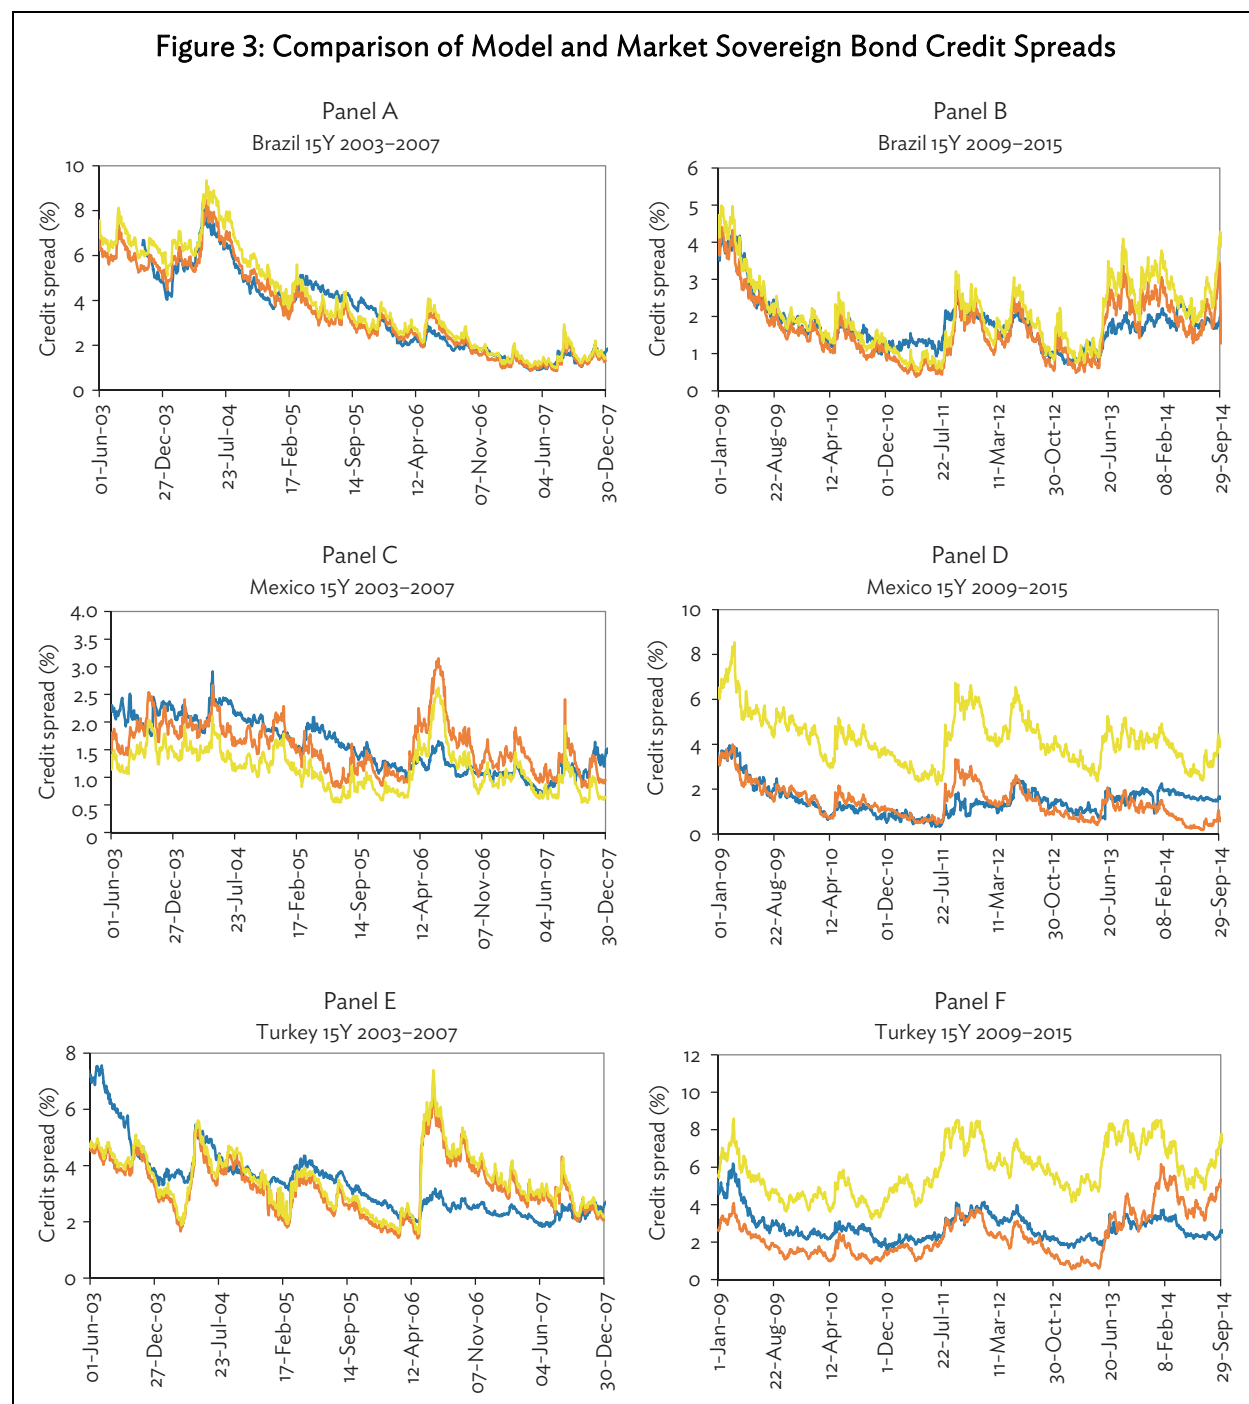 Figure 3: Comparison of Model and Market Sovereign Bond Credit Spreads
Panel A
Brazil 15Y 2003–2007
Credit spread (%)
10
8
6
4
2
0
01-Jun-03
27-Dec-03
23-Jul-04
17-Feb-05
14-Sep-05
12-Apr-06
07-Nov-06
04-Jun-07
30-Dec-07
Panel B
Brazil 15Y 2009–2015
Credit spread (%)
6
5
4
3
2
1
0
01-Jan-09
22-Aug-09
12-Apr-10
01-Dec-10
22-Jul-11
11-Mar-12
30-Oct-12
20-Jun-13
08-Feb-14
29-Sep-14
Panel C
Mexico 15Y 2003–2007
Credit spread (%)
4.0
3.5
3.0
2.5
2.0
1.5
1.0
0.5
0
01-Jun-03
27-Dec-03
23-Jul-04
17-Feb-05
14-Sep-05
12-Apr-06
07-Nov-06
04-Jun-07
30-Dec-07
Panel D
Mexico 15Y 2009–2015
Credit spread (%)
10
8
6
4
2
0
01-Jan-09
22-Aug-09
12-Apr-10
01-Dec-10
22-Jul-11
11-Mar-12
30-Oct-12
20-Jun-13
08-Feb-14
29-Sep-14
Panel E
Turkey 15Y 2003–2007
Credit spread (%)
8
6
4
2
0
01-Jun-03
27-Dec-03
23-Jul-04
17-Feb-05
14-Sep-05
12-Apr-06
07-Nov-06
04-Jun-07
30-Dec-07
Panel F
Turkey 15Y 2009–2015
Credit spread (%)
12
10
8
6
4
2
0
1-Jan-09
22-Aug-09
12-Apr-10
1-Dec-10
22-Jul-11
11-Mar-12
30-Oct-12
20-Jun-13
8-Feb-14
29-Sep-14